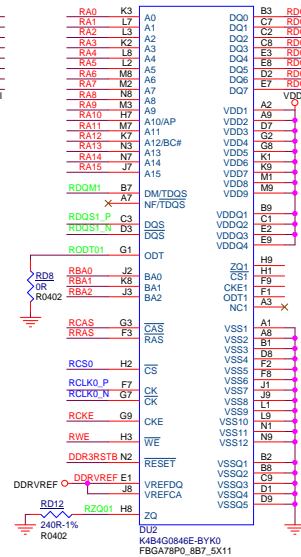 RA0 K3 A0 DQ0 B3 RD
RA1 L7 A1 DQ1 C7 RD
RA2 L3 A2 DQ2 C2 RD
RA3 K2 A3 DQ3 C8 RD
RA4 L8 A4 DQ4 E3 RD
RA5 L2 A5 DQ5 E8 RD
RA6 M8 A6 DQ6 D2 RD
RA7 M2 A7 DQ7 E7 RD
RA8 N8 A8 VDD
RA9 M3 A9 VDD1 A2
RA10 H7 A10/AP VDD2 A9
RA11 M7 A11 VDD3 D7
RA12 K7 A12/BC# VDD4 G2
RA13 N3 A13 VDD5 G8
RA14 N7 A14 VDD6 K1
RA15 J7 A15 VDD7 K9
VDD8 M1
RDQM1 B7 DM/TDQS VDD9 M9
A7 NF/TDQS
VDDQ1 B9
RDQS1_P C3 DQS VDDQ2 C1
RDQS1_N D3 DQS VDDQ3 E2
VDDQ4 E9
RODT01 G1 ODT
ZQ1 H9
RBA0 J2 BA0 CS1 H1
RBA1 K8 BA1 CKE1 F9
RBA2 J3 BA2 ODT1 F1
NC1 A3
RD8
0R
R0402
RCAS G3 CAS VSS1 A1
RRAS F3 RAS VSS2 A8
VSS3 B1
VSS4 D8
RCS0 H2 CS VSS5 F2
VSS6 F8
RCLK0_P F7 CK VSS7 J1
RCLK0_N G7 CK VSS8 J9
VSS9 L1
RCKE G9 CKE VSS10 L9
VSS11 N1
RWE H3 WE VSS12 N9
DDR3RSTB N2 RESET VSSQ1 B2
VSSQ2 B8
DDRVREF DDRVREF E1 VREFDQ VSSQ3 C9
J8 VREFCA VSSQ4 D1
VSSQ5 D9
RD12 RZQ01 H8 ZQ
240R-1%
R0402
DU2
K4B4G0846E-BYK0
FBGA78P0_8B7_5X11